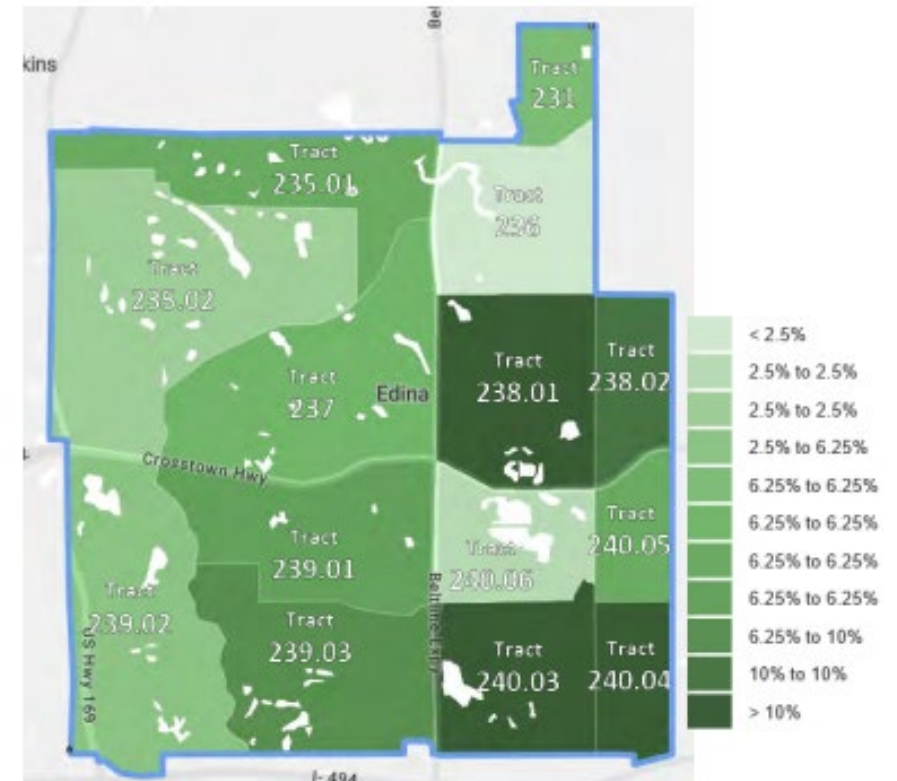 Bel
kins
Tract
231
Tract
235.01
Tract
236
Tract
235.02
Tract
238.01
Tract
238.02
Tract
237
Edina
Crosstown Hwy
Tract
239.01
Tract
240.06
Tract
240.05
Tract
239.02
Tract
239.03
Tract
240.03
Tract
240.04
US Hwy 169
Beltline Hwy
I- 494
< 2.5%
2.5% to 2.5%
2.5% to 2.5%
2.5% to 6.25%
6.25% to 6.25%
6.25% to 6.25%
6.25% to 6.25%
6.25% to 6.25%
6.25% to 10%
10% to 10%
> 10%